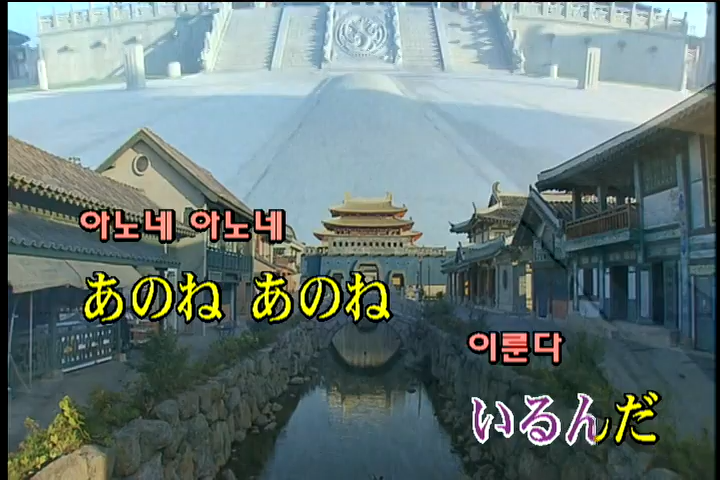 아노네 아노네
あのね あのね
이룬다
いるんだ